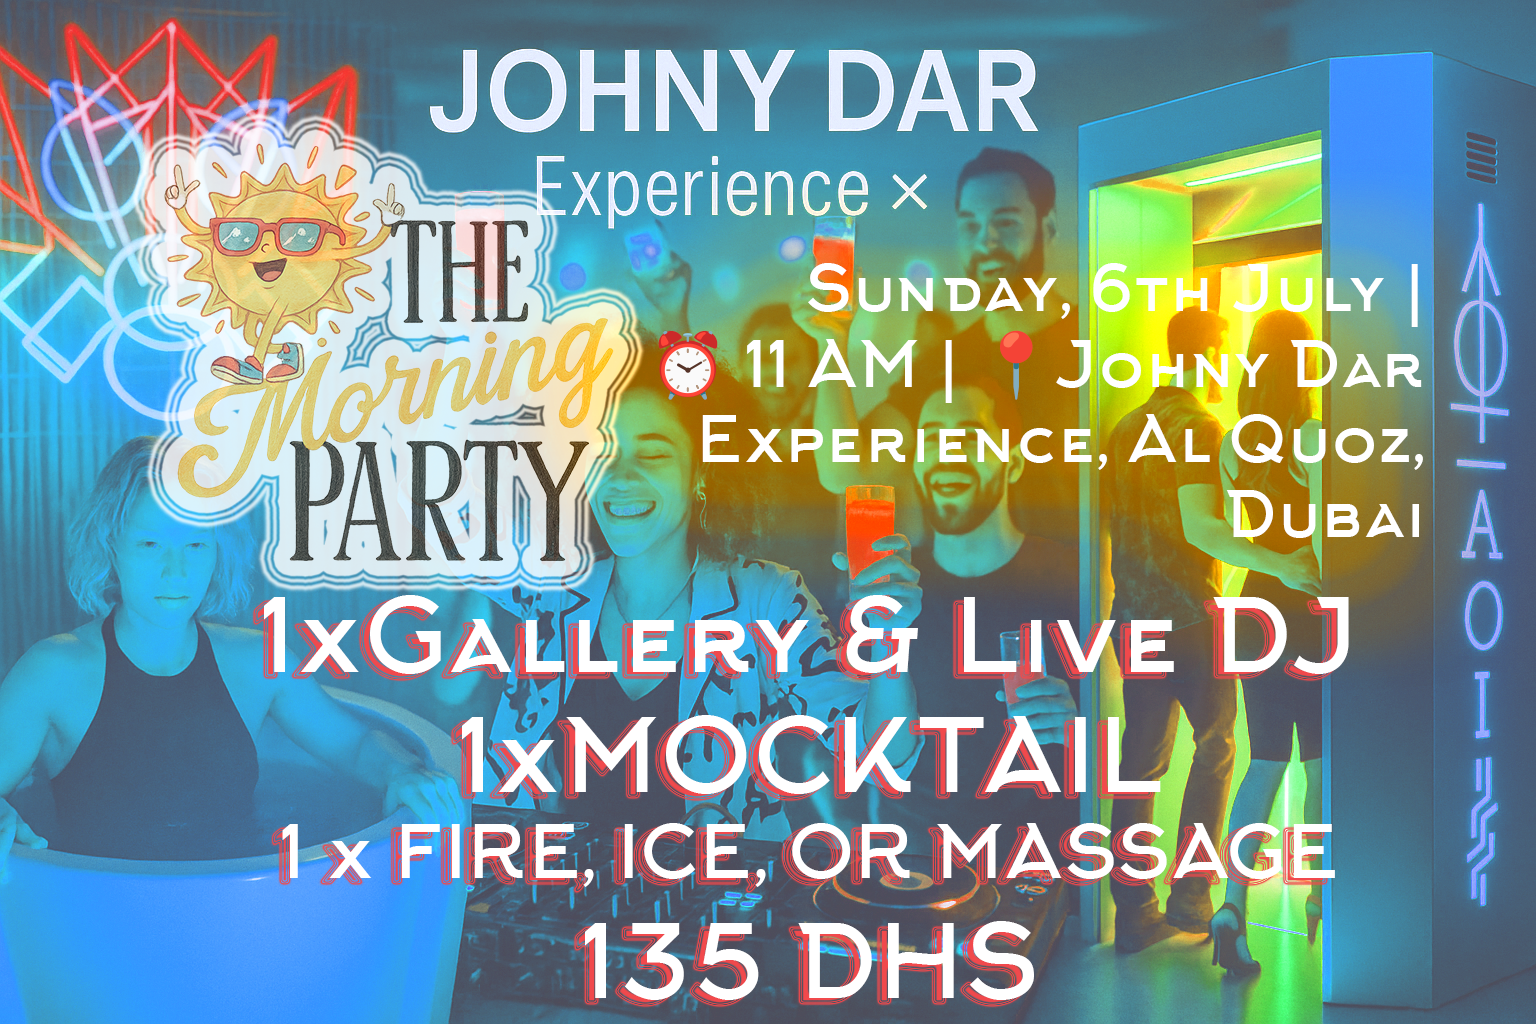 JOHNY DAR
Experience ×
THE
Morning
PARTY
Sunday, 6th July |
⏰ 11 AM | 📍 Johny Dar
Experience, Al Quoz,
Dubai
1xGallery & Live DJ
1xMOCKTAIL
1 x FIRE, ICE, OR MASSAGE
135 DHS